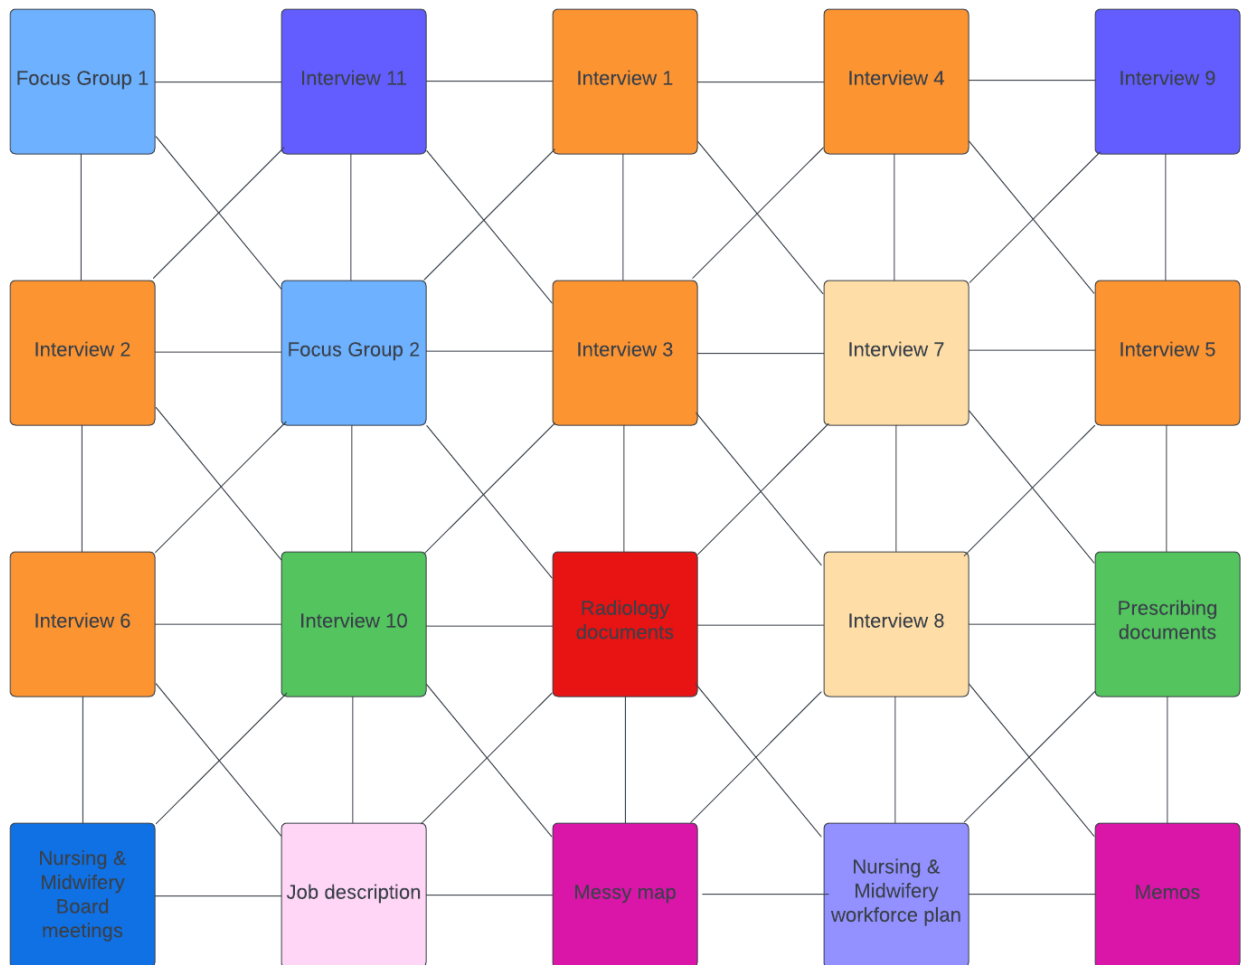 Focus Group 1
Interview 11
Interview 1
Interview 4
Interview 9
Interview 2
Focus Group 2
Interview 3
Interview 7
Interview 5
Interview 6
Interview 10
Radiology
documents
Interview 8
Prescribing
documents
Nursing &
Midwifery
Board
meetings
Job description
Messy map
Nursing &
Midwifery
workforce plan
Memos